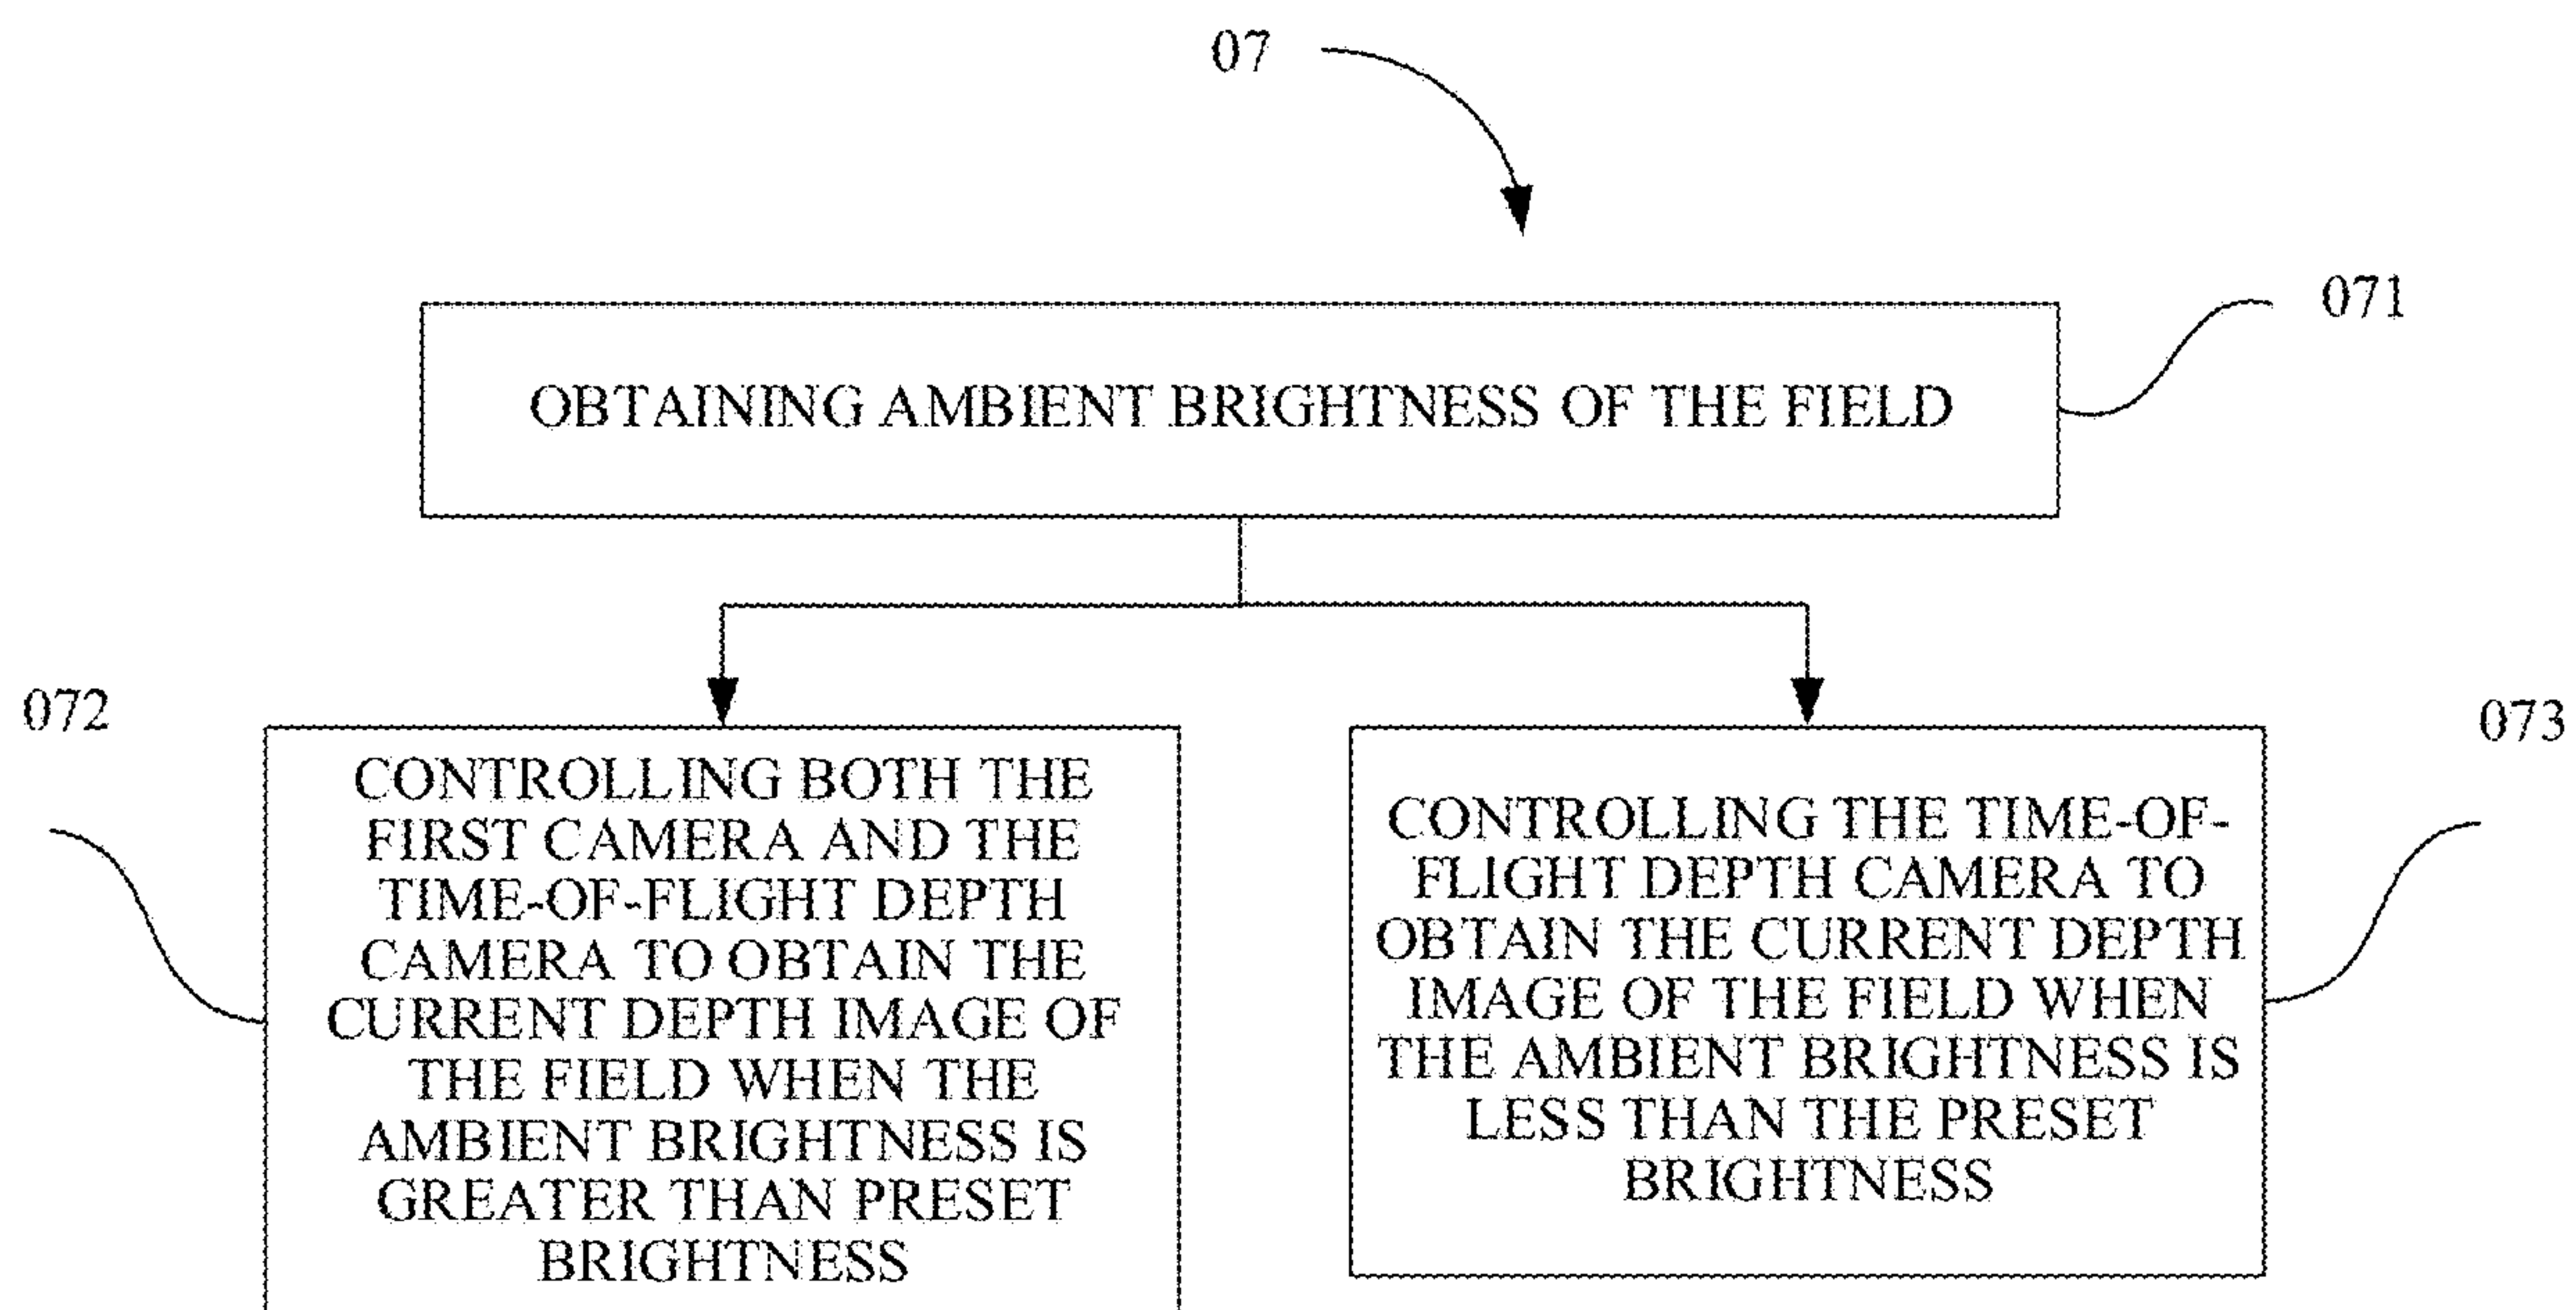 07
071
OBTAINING AMBIENT BRIGHTNESS OF THE FIELD
072
CONTROLLING BOTH THE
FIRST CAMERA AND THE
TIME-OF-FLIGHT DEPTH
CAMERA TO OBTAIN THE
CURRENT DEPTH IMAGE OF
THE FIELD WHEN THE
AMBIENT BRIGHTNESS IS
GREATER THAN PRESET
BRIGHTNESS
073
CONTROLLING THE TIME-OF-
FLIGHT DEPTH CAMERA TO
OBTAIN THE CURRENT DEPTH
IMAGE OF THE FIELD WHEN
THE AMBIENT BRIGHTNESS IS
LESS THAN THE PRESET
BRIGHTNESS